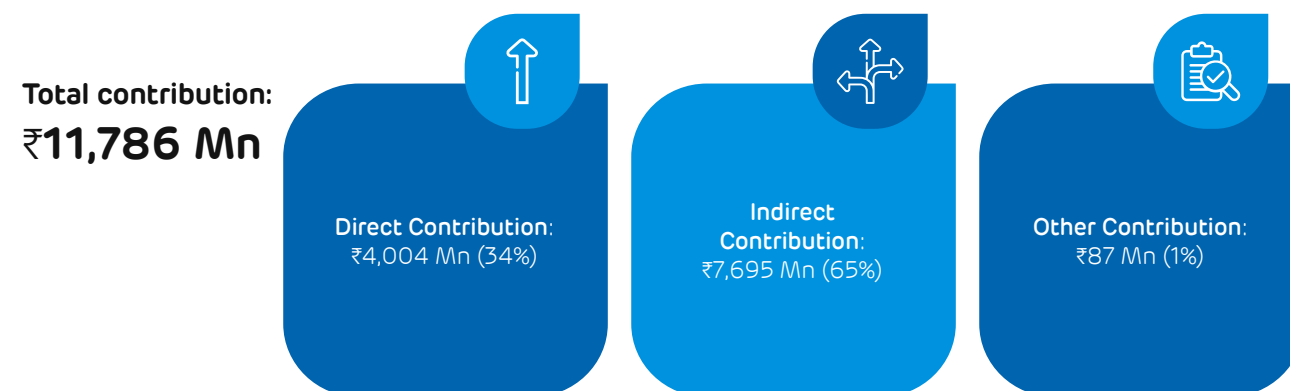 Total contribution:
₹11,786 Mn
Direct Contribution:
₹4,004 Mn (34%)
Indirect
Contribution:
₹7,695 Mn (65%)
Other Contribution:
₹87 Mn (1%)